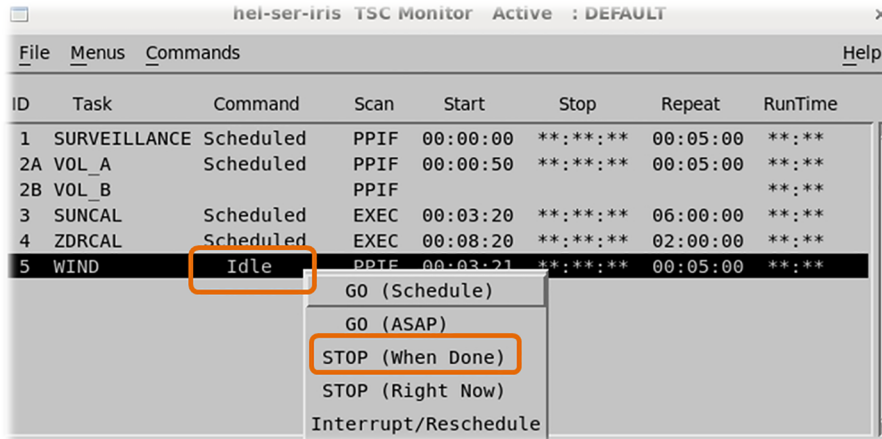 hel-ser-iris TSC Monitor Active : DEFAULT
File Menus Commands Help
ID Task Command Scan Start Stop Repeat RunTime
1 SURVEILLANCE Scheduled PPIF 00:00:00 **:**:** 00:05:00 **:**
2A VOL_A Scheduled PPIF 00:00:50 **:**:** 00:05:00 **:**
2B VOL_B PPIF **:**
3 SUNCAL Scheduled EXEC 00:03:20 **:**:** 06:00:00 **:**
4 ZDRCAL Scheduled EXEC 00:08:20 **:**:** 02:00:00 **:**
5 WIND Idle PPIF 00:03:21 **:**:** 00:05:00 **:**
GO (Schedule)
GO (ASAP)
STOP (When Done)
STOP (Right Now)
Interrupt/Reschedule